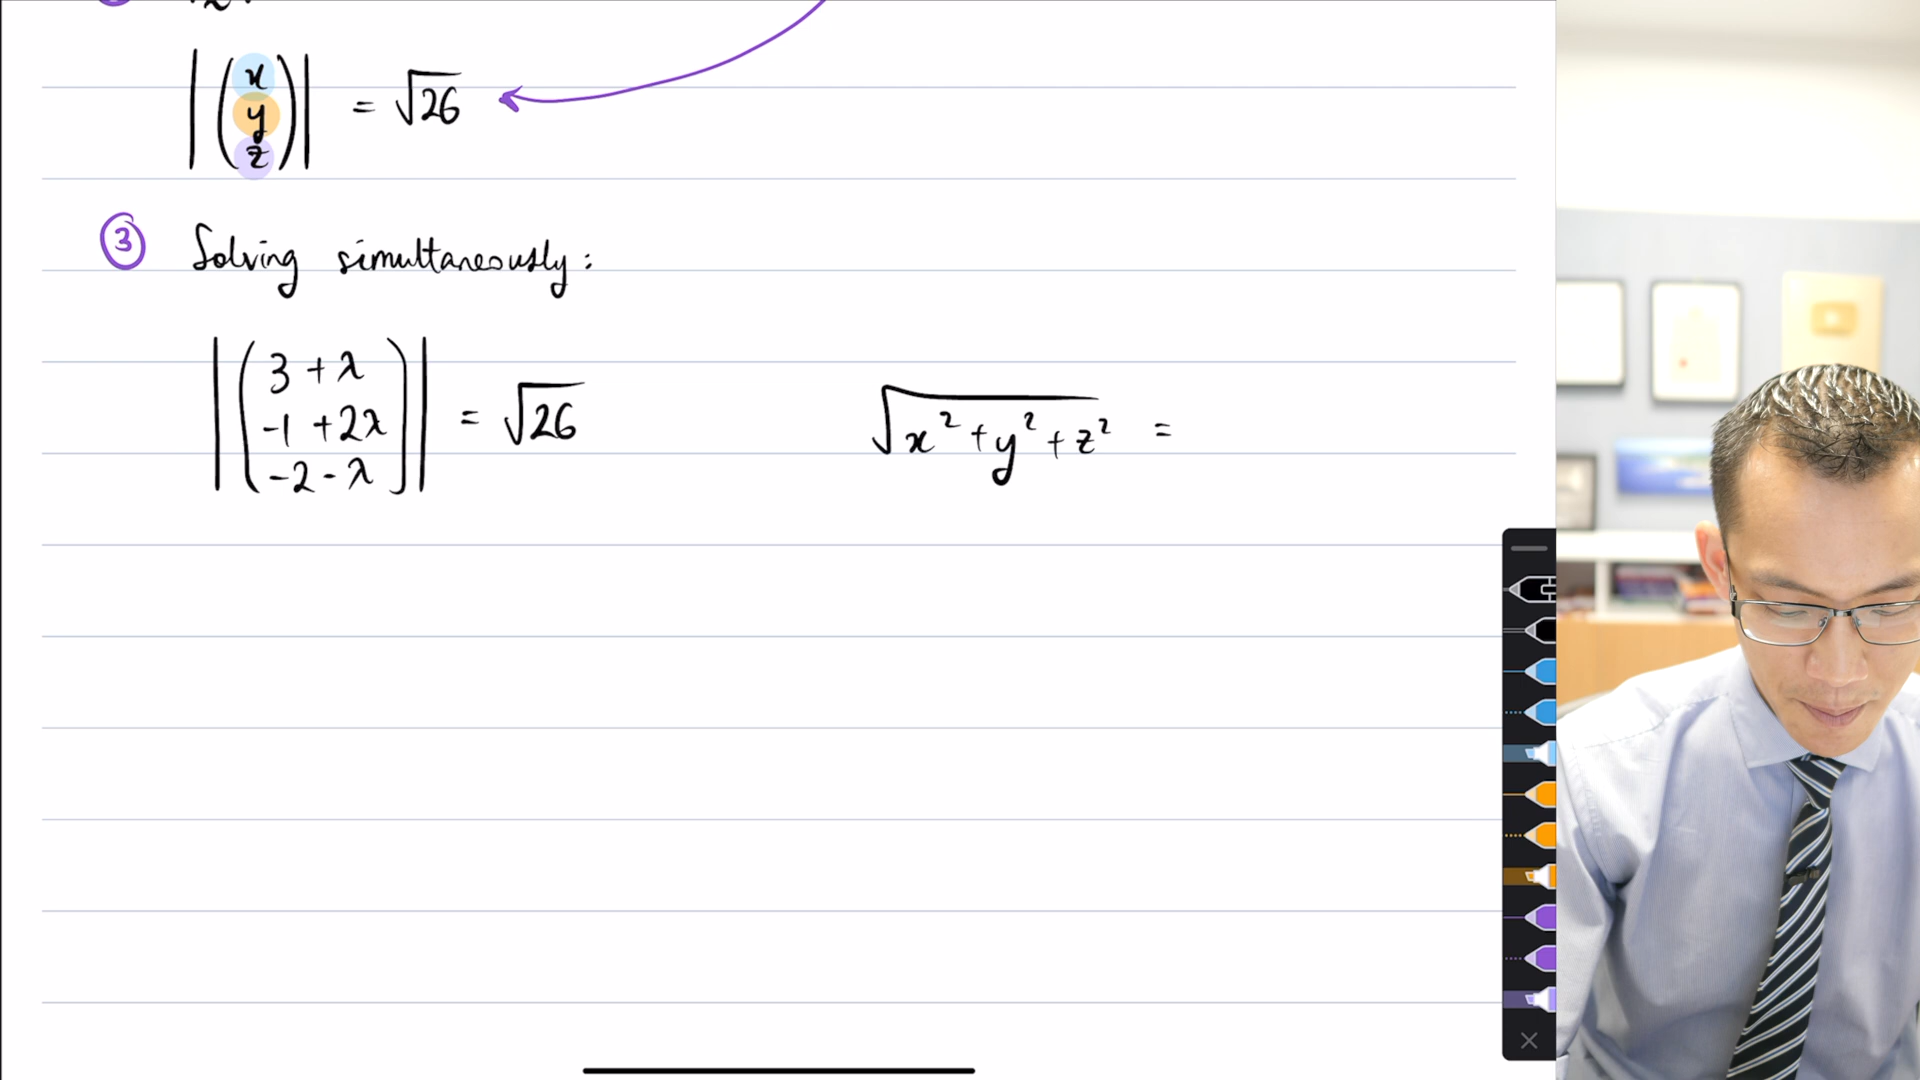 |(x
y
z)| = √26
③ Solving simultaneously:
|(3 + λ
-1 + 2λ
-2 - λ)| = √26
√x² + y² + z² =